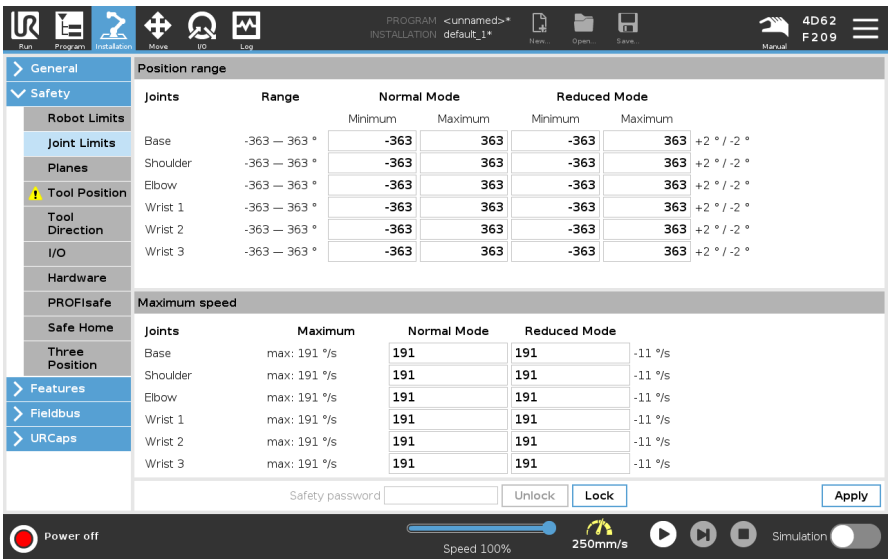 UR
Run
Program
Installation
Move
I/O
Log
PROGRAM <unnamed>*
INSTALLATION default_1*
New...
Open...
Save...
Manual
4D62
F209
General
Safety
Robot Limits
Joint Limits
Planes
Tool Position
Tool
Direction
I/O
Hardware
PROFIsafe
Safe Home
Three
Position
Features
Fieldbus
URCaps
Position range
Joints Range Normal Mode Reduced Mode
Minimum Maximum Minimum Maximum
Base -363 — 363 ° -363 363 -363 363 +2 ° / -2 °
Shoulder -363 — 363 ° -363 363 -363 363 +2 ° / -2 °
Elbow -363 — 363 ° -363 363 -363 363 +2 ° / -2 °
Wrist 1 -363 — 363 ° -363 363 -363 363 +2 ° / -2 °
Wrist 2 -363 — 363 ° -363 363 -363 363 +2 ° / -2 °
Wrist 3 -363 — 363 ° -363 363 -363 363 +2 ° / -2 °
Maximum speed
Joints Maximum Normal Mode Reduced Mode
Base max: 191 °/s 191 191 -11 °/s
Shoulder max: 191 °/s 191 191 -11 °/s
Elbow max: 191 °/s 191 191 -11 °/s
Wrist 1 max: 191 °/s 191 191 -11 °/s
Wrist 2 max: 191 °/s 191 191 -11 °/s
Wrist 3 max: 191 °/s 191 191 -11 °/s
Safety password Unlock Lock Apply
Power off
Speed 100%
250mm/s
Simulation